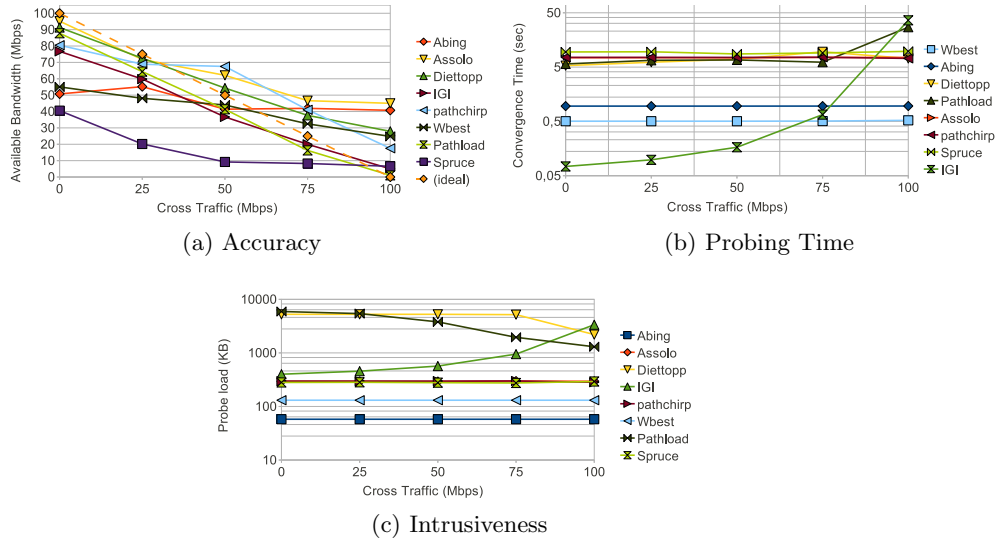 100
90
80
70
60
50
40
30
20
10
0
Available Bandwidth (Mbps)
0 25 50 75 100
Cross Traffic (Mbps)
Abing
Assolo
Diettopp
IGI
pathchirp
Wbest
Pathload
Spruce
(ideal)
(a) Accuracy
50
5
0,5
0,05
Convergence Time (sec)
0 25 50 75 100
Cross Traffic (Mbps)
Wbest
Abing
Diettopp
Pathload
Assolo
pathchirp
Spruce
IGI
(b) Probing Time
10000
1000
100
10
Probe load (KB)
0 25 50 75 100
Cross Traffic (Mbps)
Abing
Assolo
Diettopp
IGI
pathchirp
Wbest
Pathload
Spruce
(c) Intrusiveness